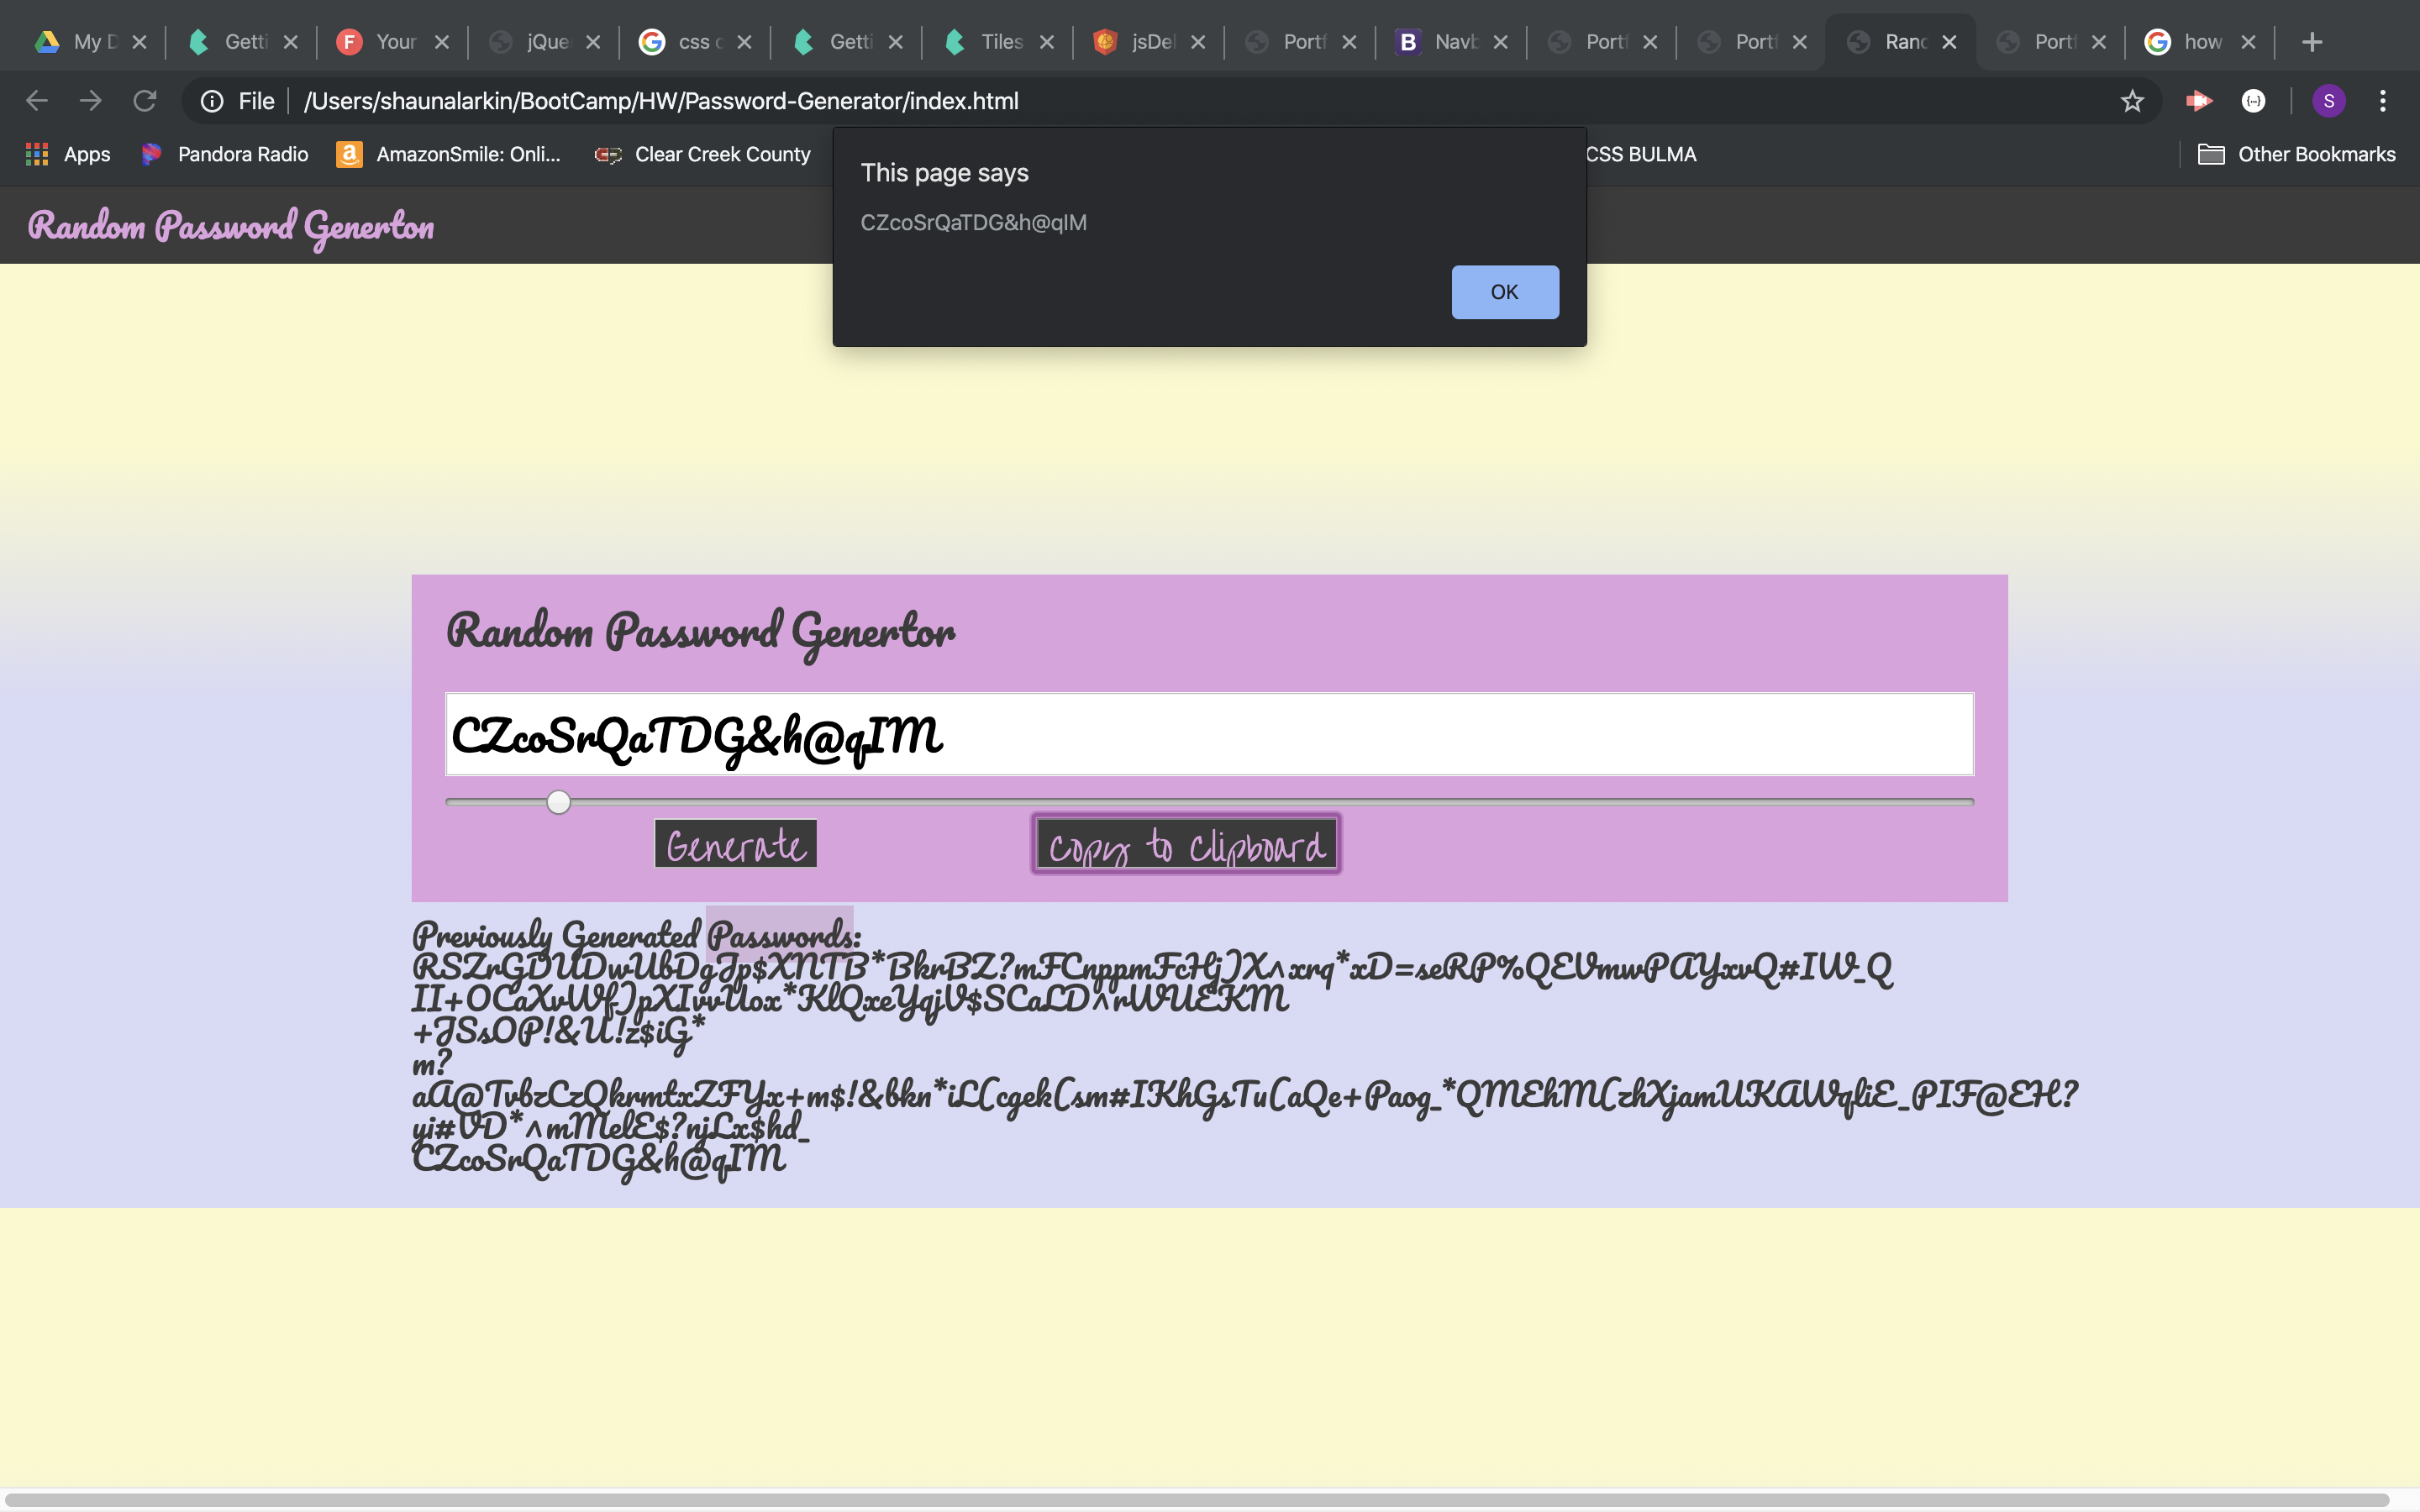 My D Getti Your jQue css c Getti Tiles jsDel Portf Navb Portf Portf Ranc Portf how
File /Users/shaunalarkin/BootCamp/HW/Password-Generator/index.html S
Apps Pandora Radio AmazonSmile: Onli... Clear Creek County CSS BULMA Other Bookmarks
This page says
CZcoSrQaTDG&h@qIM
OK
Random Password Generton
Random Password Genertor
CZcoSrQaTDG&h@qIM
Generate Copy to Clipboard
Previously Generated Passwords:
RSZrGDUDwUbDgJp$XNTB*BkrBZ?mFCnppmFcHjJX^xrq*xD=seRP%QEVmwPAYxvQ#IW_Q
II+OCaXvWf)pXIvvUox*KlQxeYqjV$SCaLD^rWUEKM
+JSsOP!&U!z$iG*
m?
aA@TvbzCzQkrmtxZFYx+m$!&bkn*iL(cgek(sm#IKhGsTu(aQe+Paog_*QMEhM(zhXjamUKAWqliE_PIF@EH?
yi#VD*^mMelE$?njLx$hd_
CZcoSrQaTDG&h@qIM